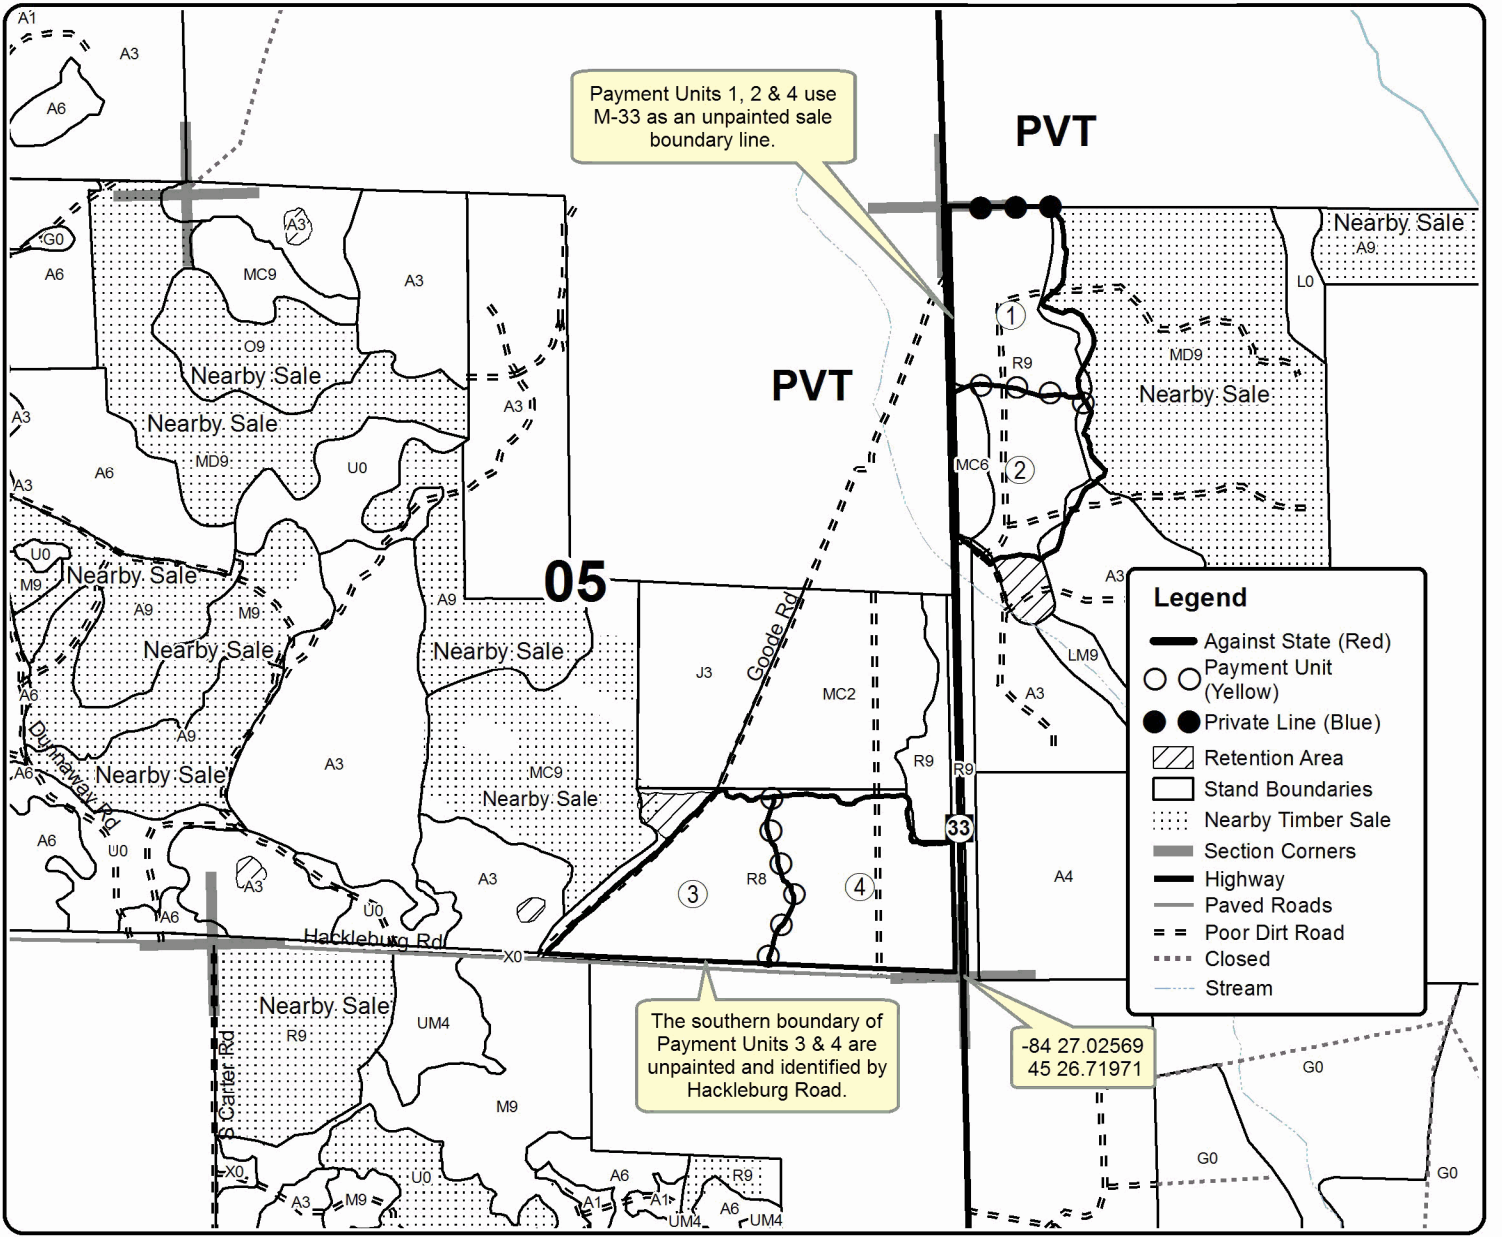 A1
A3
A6
Payment Units 1, 2 & 4 use
M-33 as an unpainted sale
boundary line.
PVT
G0
A6
A3
MC9
A3
O9
Nearby Sale
Nearby Sale
MD9
U0
A3
A3
A6
A3
PVT
1
R9
MC6
2
MD9
Nearby Sale
L0
Nearby Sale
A9
05
U0
M9
Nearby Sale
A9
M9
Nearby Sale
A9
Nearby Sale
A6
A9
Nearby Sale
A6
Dunnaway Rd
A6
U0
A3
A3
A6
U0
Hackleburg Rd
MC9
Nearby Sale
A3
X0
J3
Goode Rd
MC2
R9
R9
33
3
R8
4
A3
LM9
A3
A4
Legend
Against State (Red)
Payment Unit
(Yellow)
Private Line (Blue)
Retention Area
Stand Boundaries
Nearby Timber Sale
Section Corners
Highway
Paved Roads
Poor Dirt Road
Closed
Stream
Nearby Sale
R9
UM4
S Carter Rd
M9
The southern boundary of
Payment Units 3 & 4 are
unpainted and identified by
Hackleburg Road.
-84 27.02569
45 26.71971
G0
G0
G0
X0
A3
M9
U0
A6
A1
A1
UM4
R9
A6
UM4